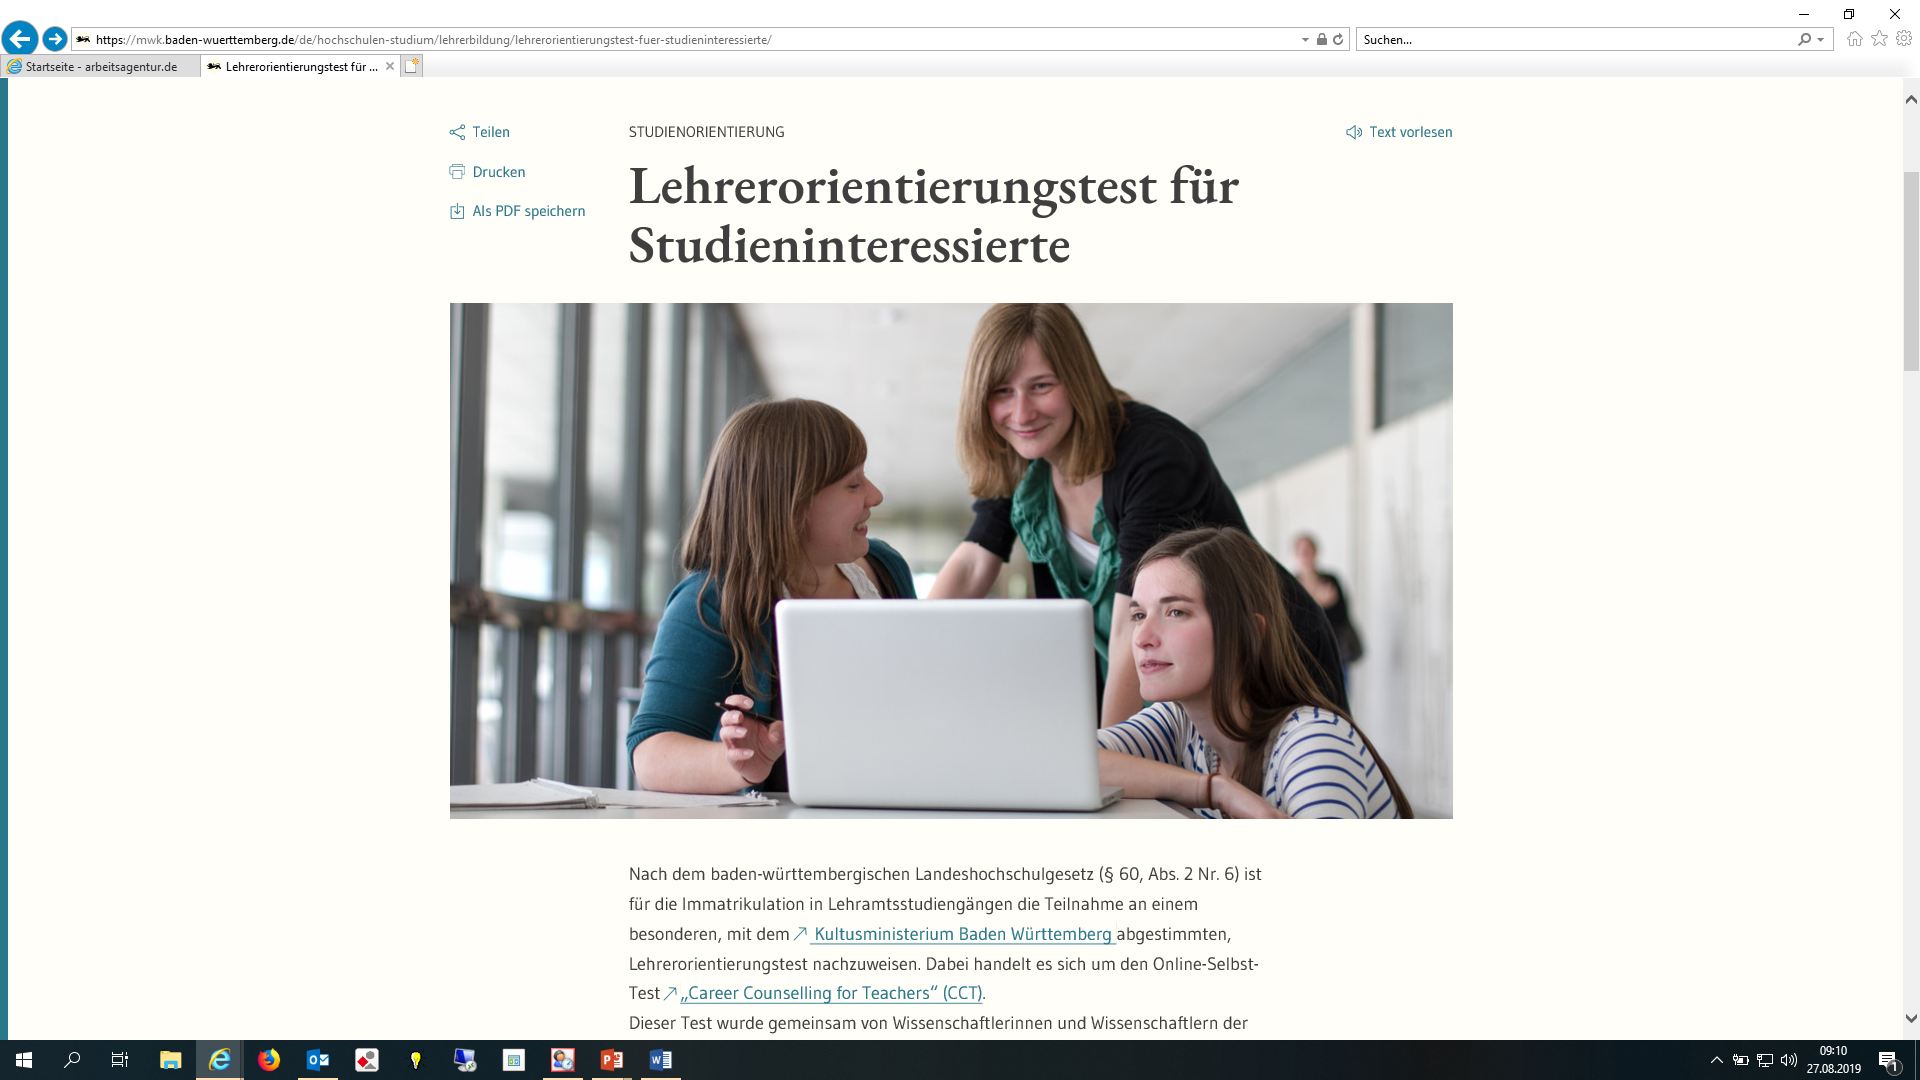 https://mwk.baden-wuerttemberg.de/de/hochschulen-studium/lehrerbildung/lehrerorientierungstest-fuer-studieninteressierte/
Suchen...
Startseite - arbeitsagentur.de
Lehrerorientierungstest für ...
Teilen
Drucken
Als PDF speichern
STUDIENORIENTIERUNG
Text vorlesen
Lehrerorientierungstest für
Studieninteressierte
Nach dem baden-württembergischen Landeshochschulgesetz (§ 60, Abs. 2 Nr. 6) ist
für die Immatrikulation in Lehramtsstudiengängen die Teilnahme an einem
besonderen, mit dem Kultusministerium Baden Württemberg abgestimmten,
Lehrerorientierungstest nachzuweisen. Dabei handelt es sich um den Online-Selbst-
Test „Career Counselling for Teachers“ (CCT).
Dieser Test wurde gemeinsam von Wissenschaftlerinnen und Wissenschaftlern der
09:10
27.08.2019
1